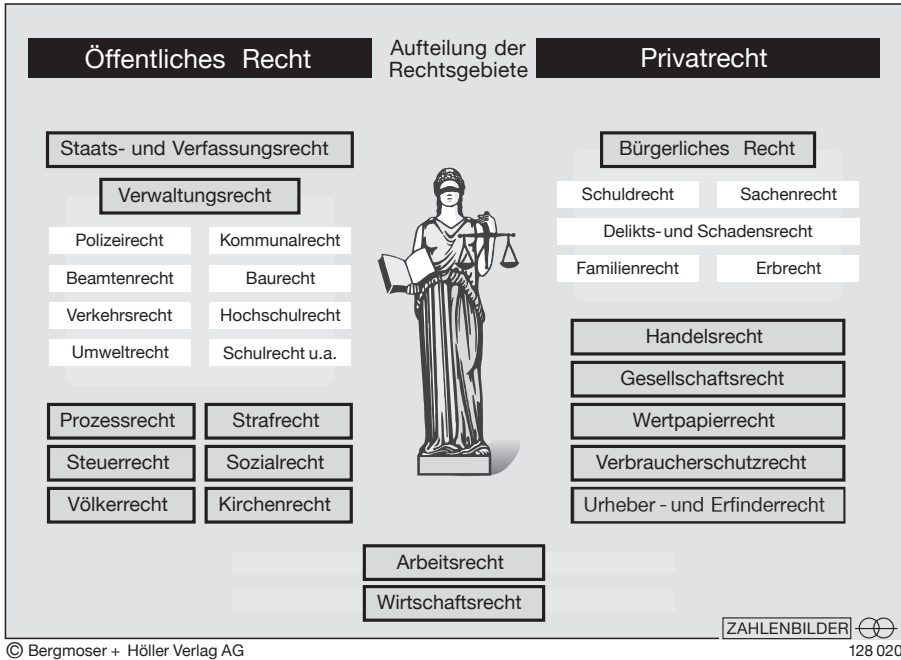 Öffentliches Recht
Aufteilung der
Rechtsgebiete
Privatrecht
Staats- und Verfassungsrecht
Verwaltungsrecht
Polizeirecht
Kommunalrecht
Beamtenrecht
Baurecht
Verkehrsrecht
Hochschulrecht
Umweltrecht
Schulrecht u.a.
Prozessrecht
Strafrecht
Steuerrecht
Sozialrecht
Völkerrecht
Kirchenrecht
Bürgerliches Recht
Schuldrecht
Sachenrecht
Delikts- und Schadensrecht
Familienrecht
Erbrecht
Handelsrecht
Gesellschaftsrecht
Wertpapierrecht
Verbraucherschutzrecht
Urheber - und Erfinderrecht
Arbeitsrecht
Wirtschaftsrecht
ZAHLENBILDER
© Bergmoser + Höller Verlag AG
128 020